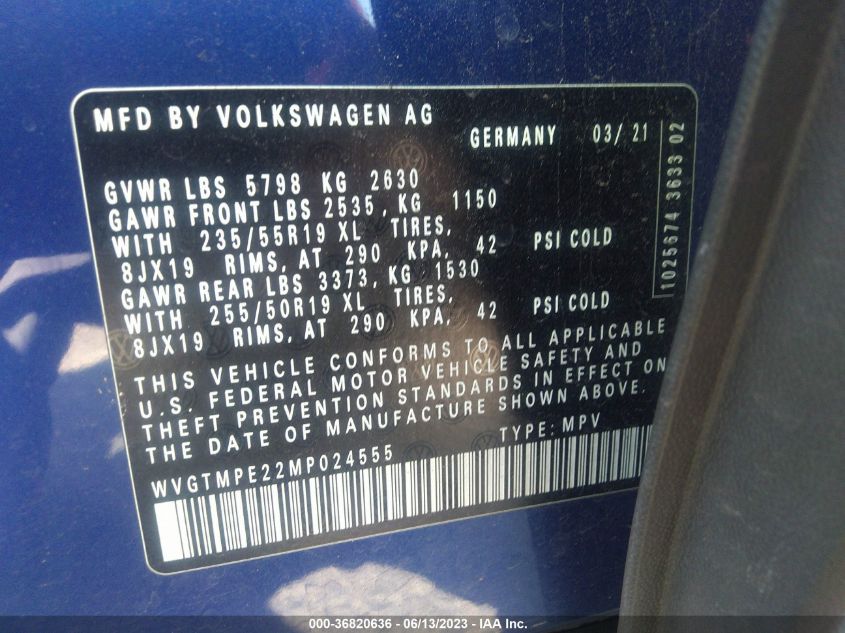 MFD BY VOLKSWAGEN AG
GERMANY 03/ 21
GVWR LBS 5798 KG 2630
GAWR FRONT LBS 2535, KG 1150
WITH 235/55R19 XL TIRES,
8JX19 RIMS, AT 290 KPA, 42 PSI COLD
GAWR REAR LBS 3373, KG 1530
WITH 255/50R19 XL TIRES,
8JX19 RIMS, AT 290 KPA, 42 PSI COLD
THIS VEHICLE CONFORMS TO ALL APPLICABLE
U.S. FEDERAL MOTOR VEHICLE SAFETY AND
THEFT PREVENTION STANDARDS IN EFFECT ON
THE DATE OF MANUFACTURE SHOWN ABOVE.
WVGTMPE22MP024555 TYPE: MPV
1025674 3633 02
000-36820636 - 06/13/2023 - IAA Inc.